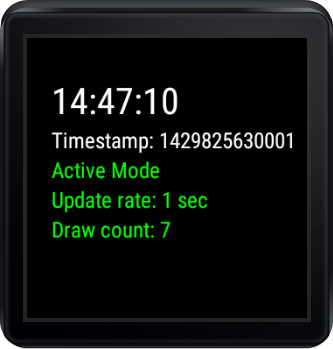 14:47:10
Timestamp: 1429825630001
Active Mode
Update rate: 1 sec
Draw count: 7